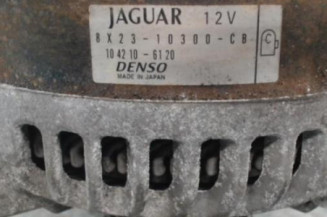 JAGUAR 12V
8X23-10300-CB C
104210-6120
DENSO
MADE IN JAPAN